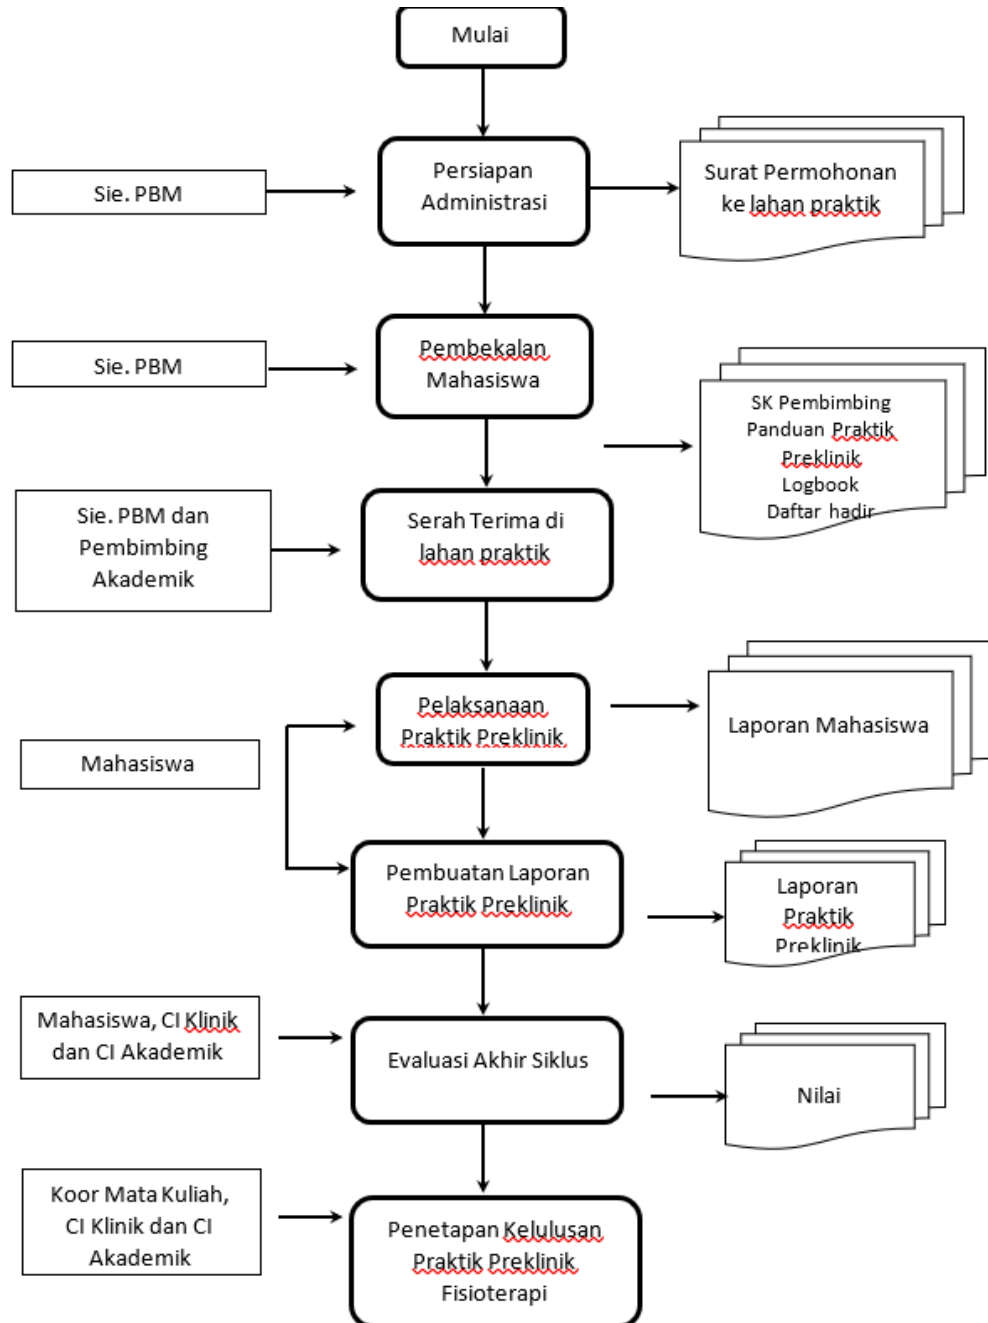 Mulai
Sie. PBM
Persiapan
Administrasi
Surat Permohonan
ke lahan praktik
Sie. PBM
Pembekalan
Mahasiswa
SK Pembimbing
Panduan Praktik
Preklinik
Logbook
Daftar hadir
Sie. PBM dan
Pembimbing
Akademik
Serah Terima di
lahan praktik
Mahasiswa
Pelaksanaan
Praktik Preklinik
Laporan Mahasiswa
Pembuatan Laporan
Praktik Preklinik
Laporan
Praktik
Preklinik
Mahasiswa, CI Klinik
dan CI Akademik
Evaluasi Akhir Siklus
Nilai
Koor Mata Kuliah,
CI Klinik dan CI
Akademik
Penetapan Kelulusan
Praktik Preklinik
Fisioterapi